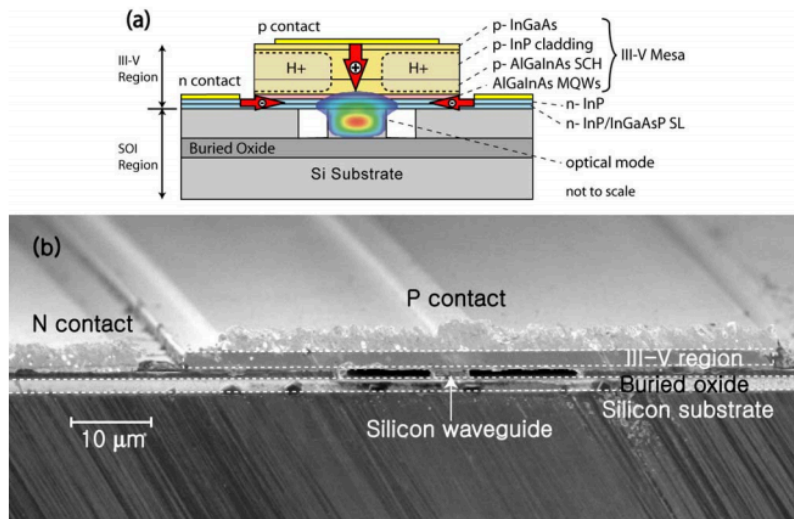 (a)
p contact
III-V
Region
n contact
H+
H+
p- InGaAs
p- InP cladding
p- AlGaInAs SCH
AlGaInAs MQWs
III-V Mesa
n- InP
n- InP/InGaAsP SL
SOI
Region
Buried Oxide
Si Substrate
optical mode
not to scale
(b)
N contact
P contact
III-V region
Buried oxide
Silicon substrate
Silicon waveguide
10 μm